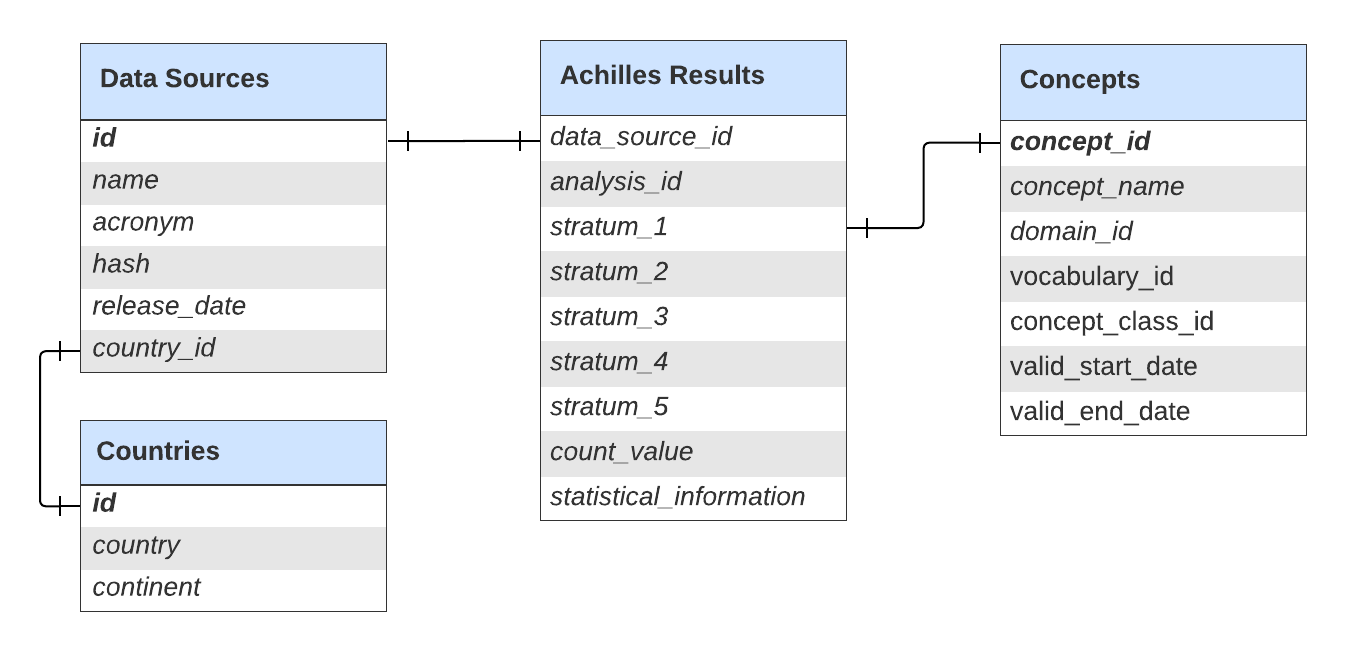 Data Sources
id
name
acronym
hash
release_date
country_id
Countries
id
country
continent
Achilles Results
data_source_id
analysis_id
stratum_1
stratum_2
stratum_3
stratum_4
stratum_5
count_value
statistical_information
Concepts
concept_id
concept_name
domain_id
vocabulary_id
concept_class_id
valid_start_date
valid_end_date